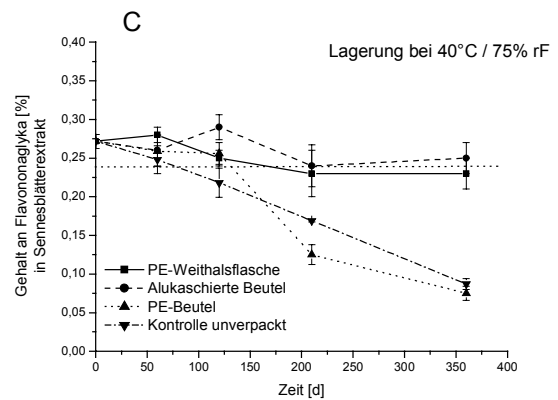 C
Lagerung bei 40°C / 75% rF
Gehalt an Flavononaglyka [%]
in Sennesblätterextrakt
0,40
0,35
0,30
0,25
0,20
0,15
0,10
0,05
0,00
PE-Weithalsflasche
Alukaschierte Beutel
PE-Beutel
Kontrolle unverpackt
0 50 100 150 200 250 300 350 400
Zeit [d]